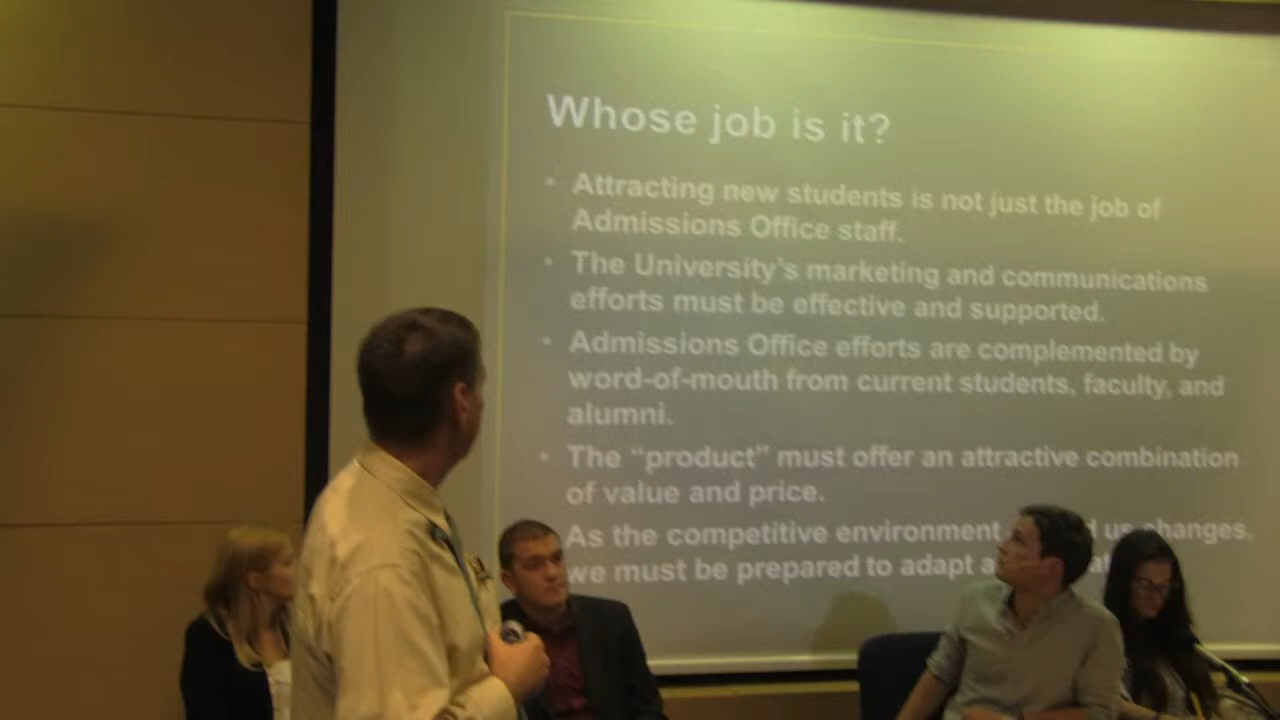 Whose job is it?
• Attracting new students is not just the job of
Admissions Office staff.
• The University's marketing and communications
efforts must be effective and supported.
• Admissions Office efforts are complemented by
word-of-mouth from current students, faculty, and
alumni.
• The “product” must offer an attractive combination
of value and price.
As the competitive environment us changes,
we must be prepared to adapt